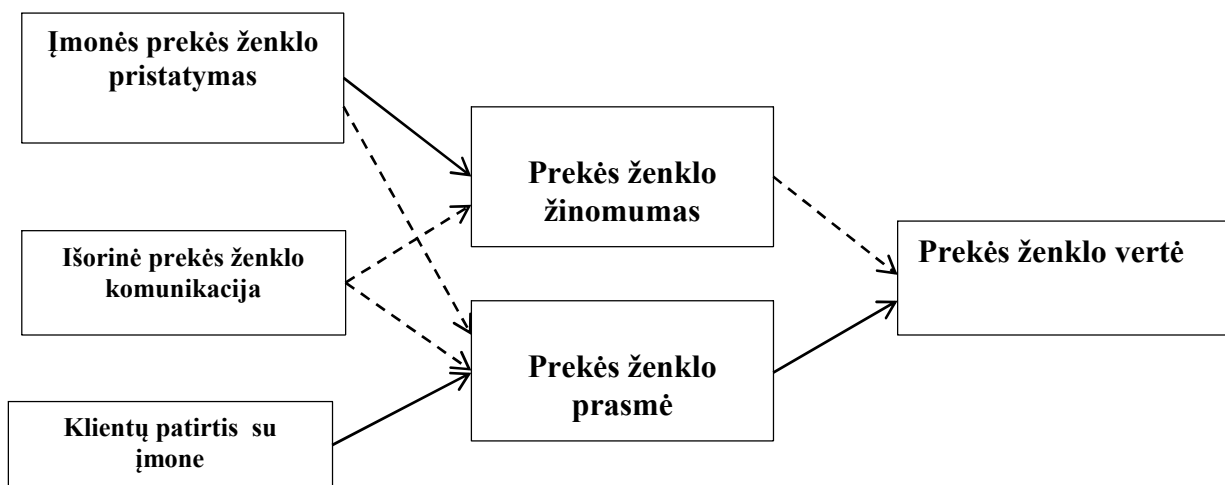 Įmonės prekės ženklo
pristatymas
Prekės ženklo
žinomumas
Išorinė prekės ženklo
komunikacija
Prekės ženklo vertė
Prekės ženklo
prasmė
Klientų patirtis su
įmone